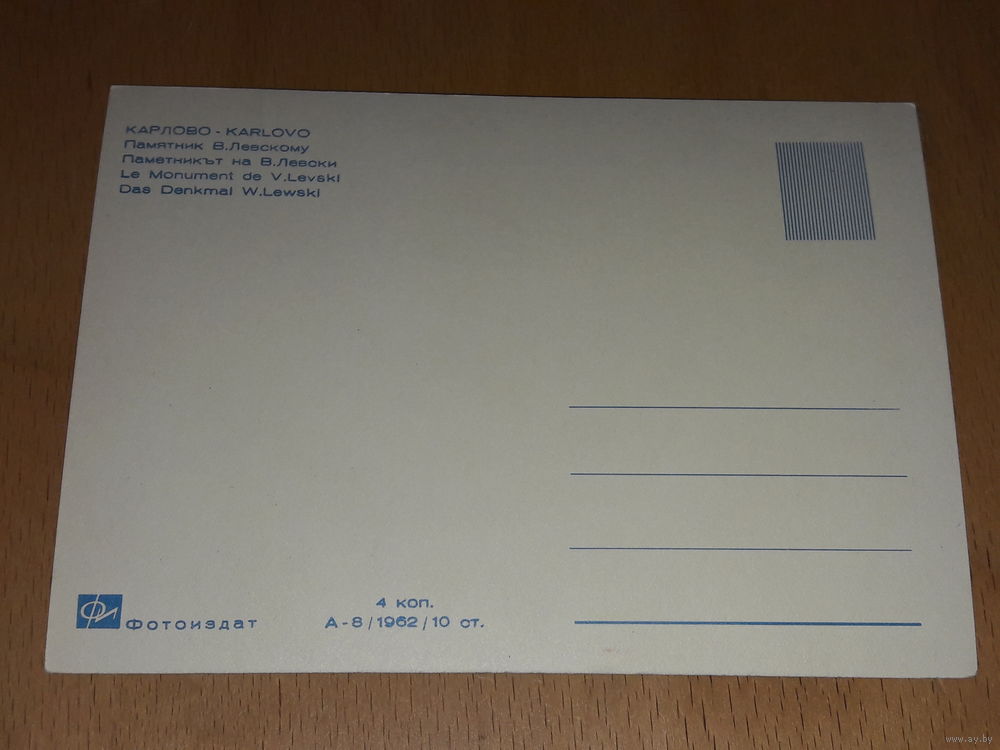 КАРЛОВО - KARLOVO
Памятник В.Левскому
Паметникът на В.Левски
Le Monument de V.Levski
Das Denkmal W.Lewski
4 коп.
ФИ Фотоиздат
А-8/1962/10 ст.
www.ay.by